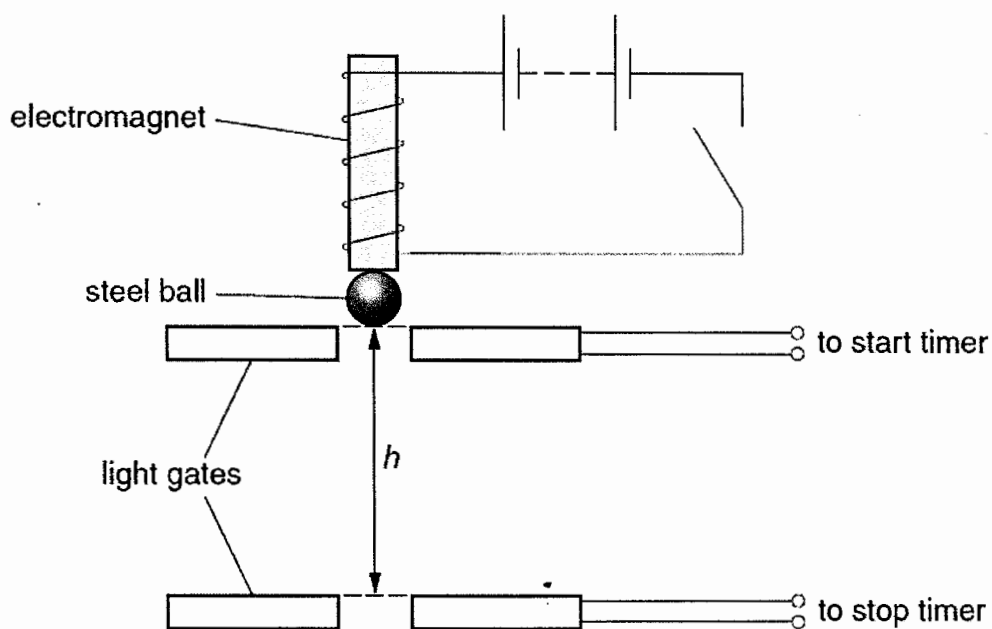 electromagnet
steel ball
to start timer
h
light gates
to stop timer